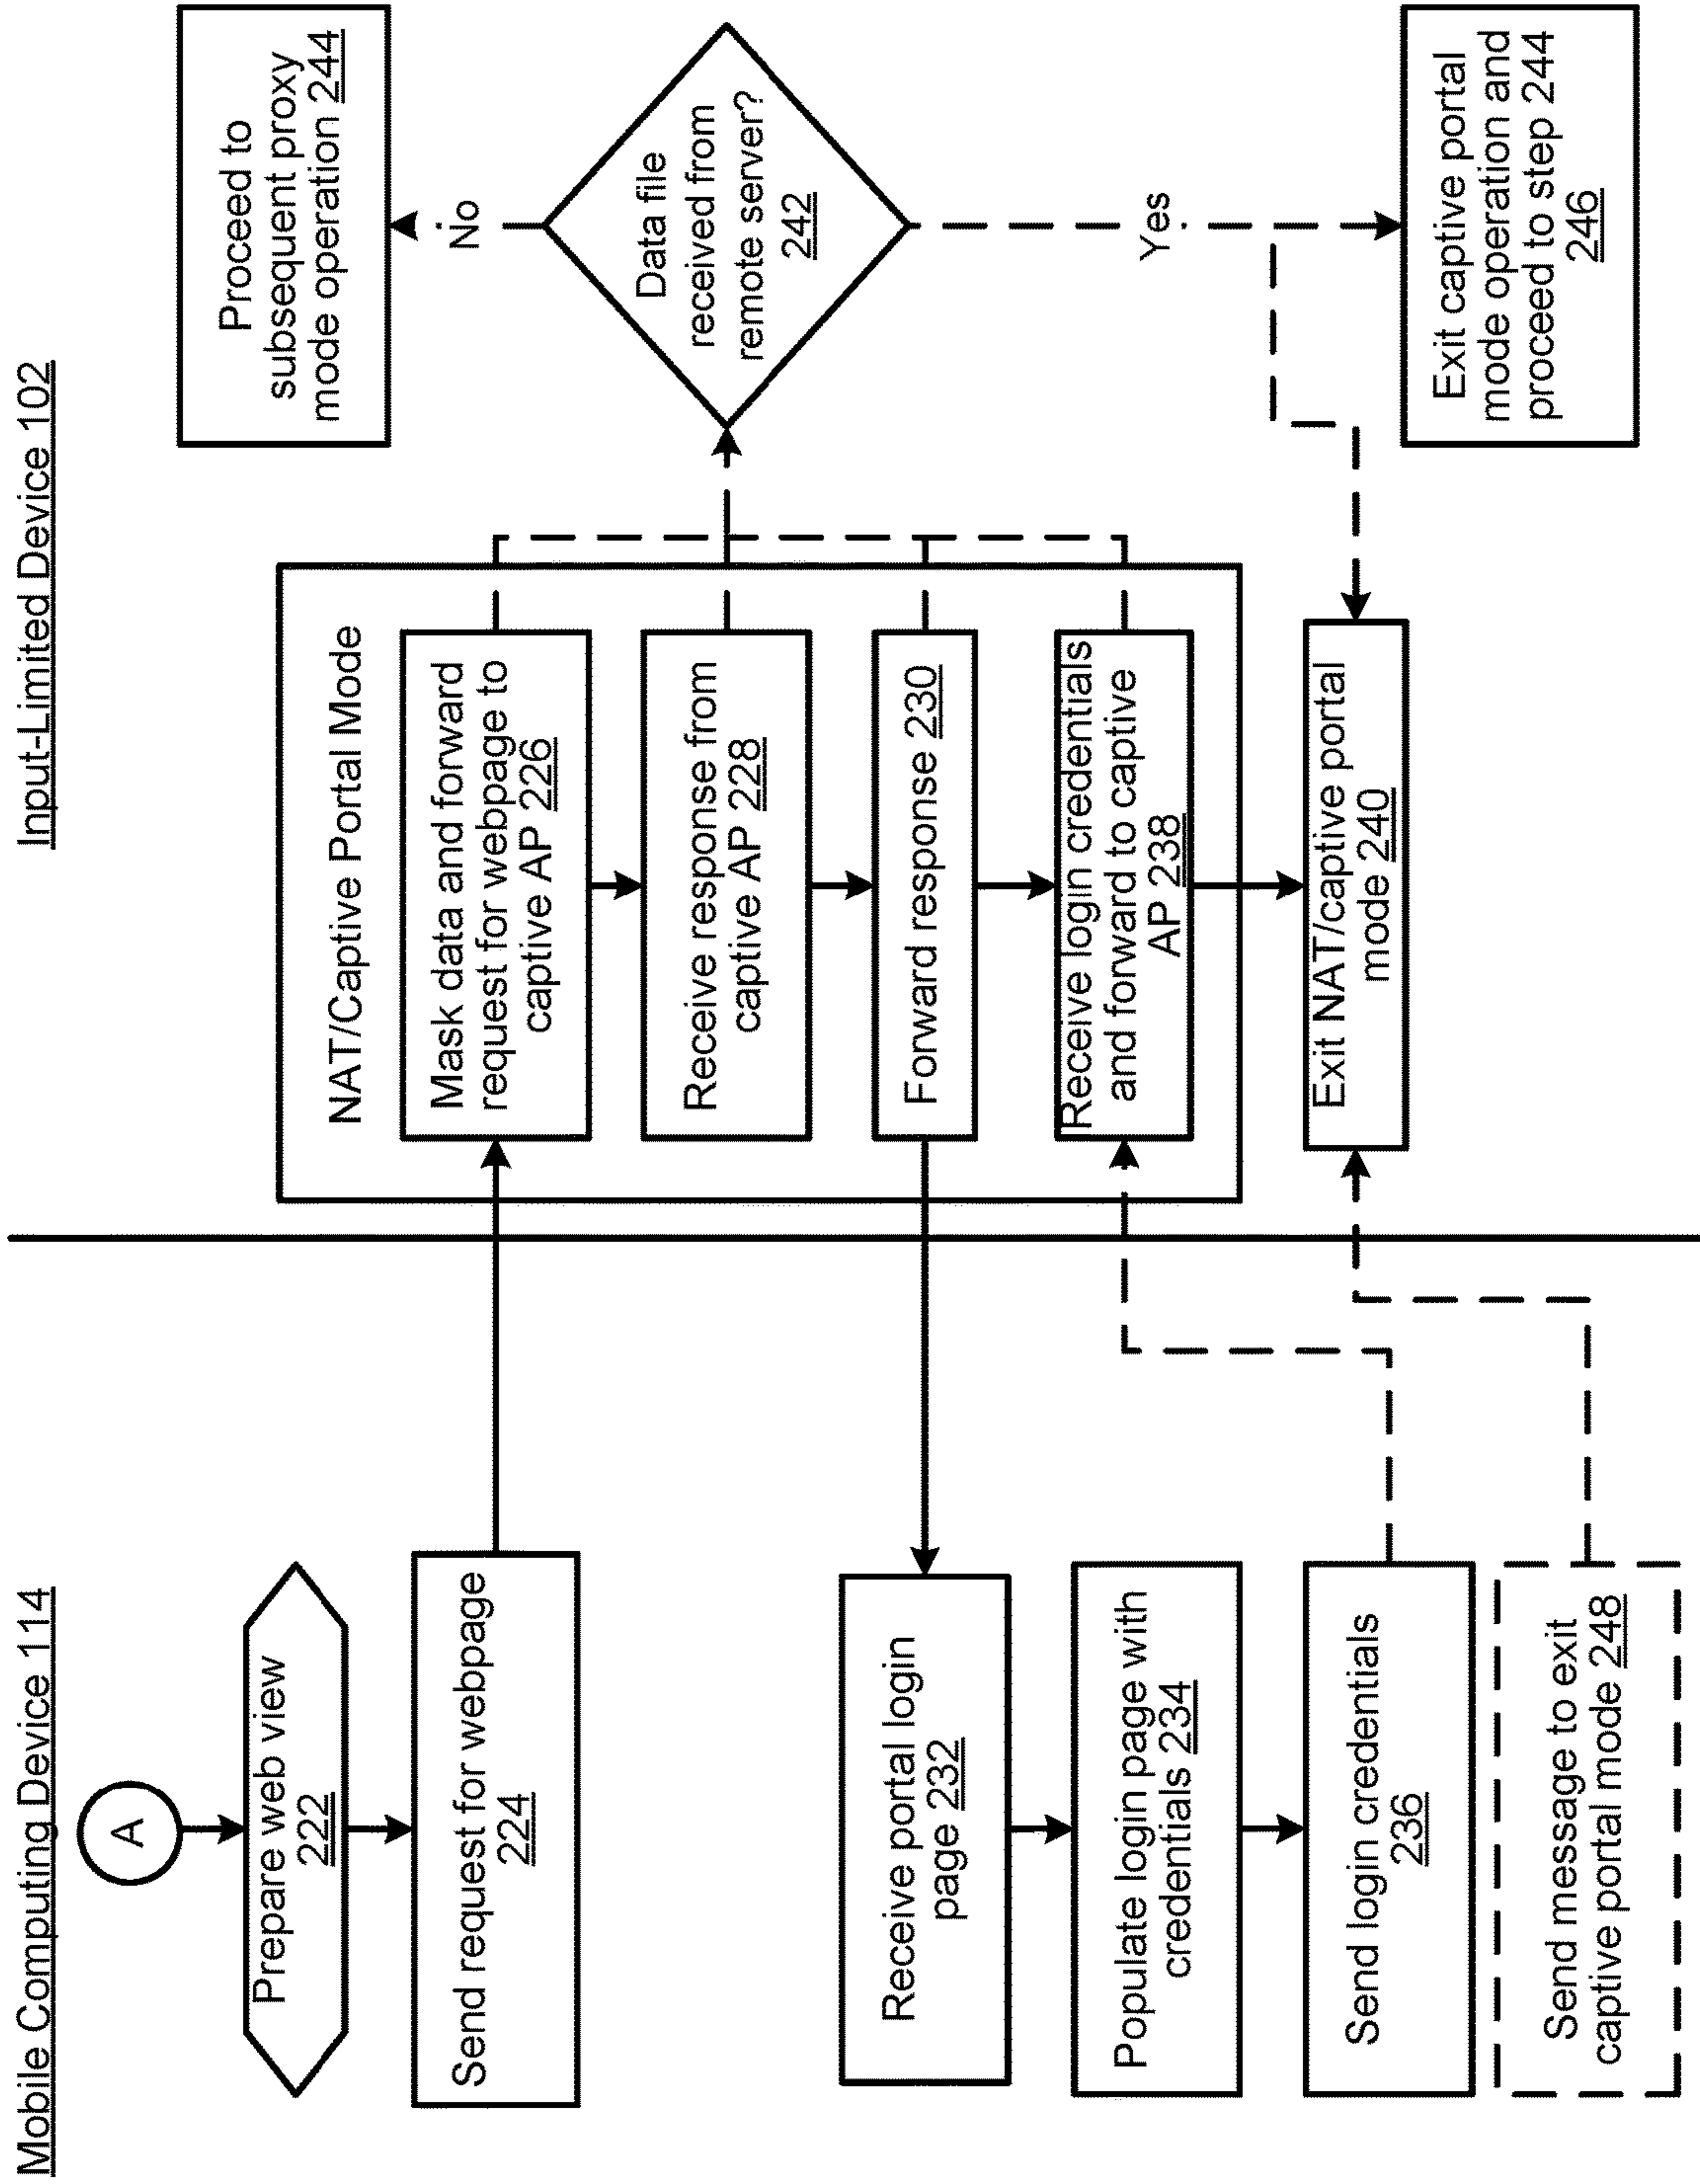 Mobile Computing Device 114
A
Prepare web view
222
Send request for webpage
224
Receive portal login
page 232
Populate login page with
credentials 234
Send login credentials
236
Send message to exit
captive portal mode 248
Input-Limited Device 102
NAT/Captive Portal Mode
Mask data and forward
request for webpage to
captive AP 226
Receive response from
captive AP 228
Forward response 230
Receive login credentials
and forward to captive
AP 238
Exit NAT/captive portal
mode 240
Proceed to
subsequent proxy
mode operation 244
No
Data file
received from
remote server?
242
Yes
Exit captive portal
mode operation and
proceed to step 244
246